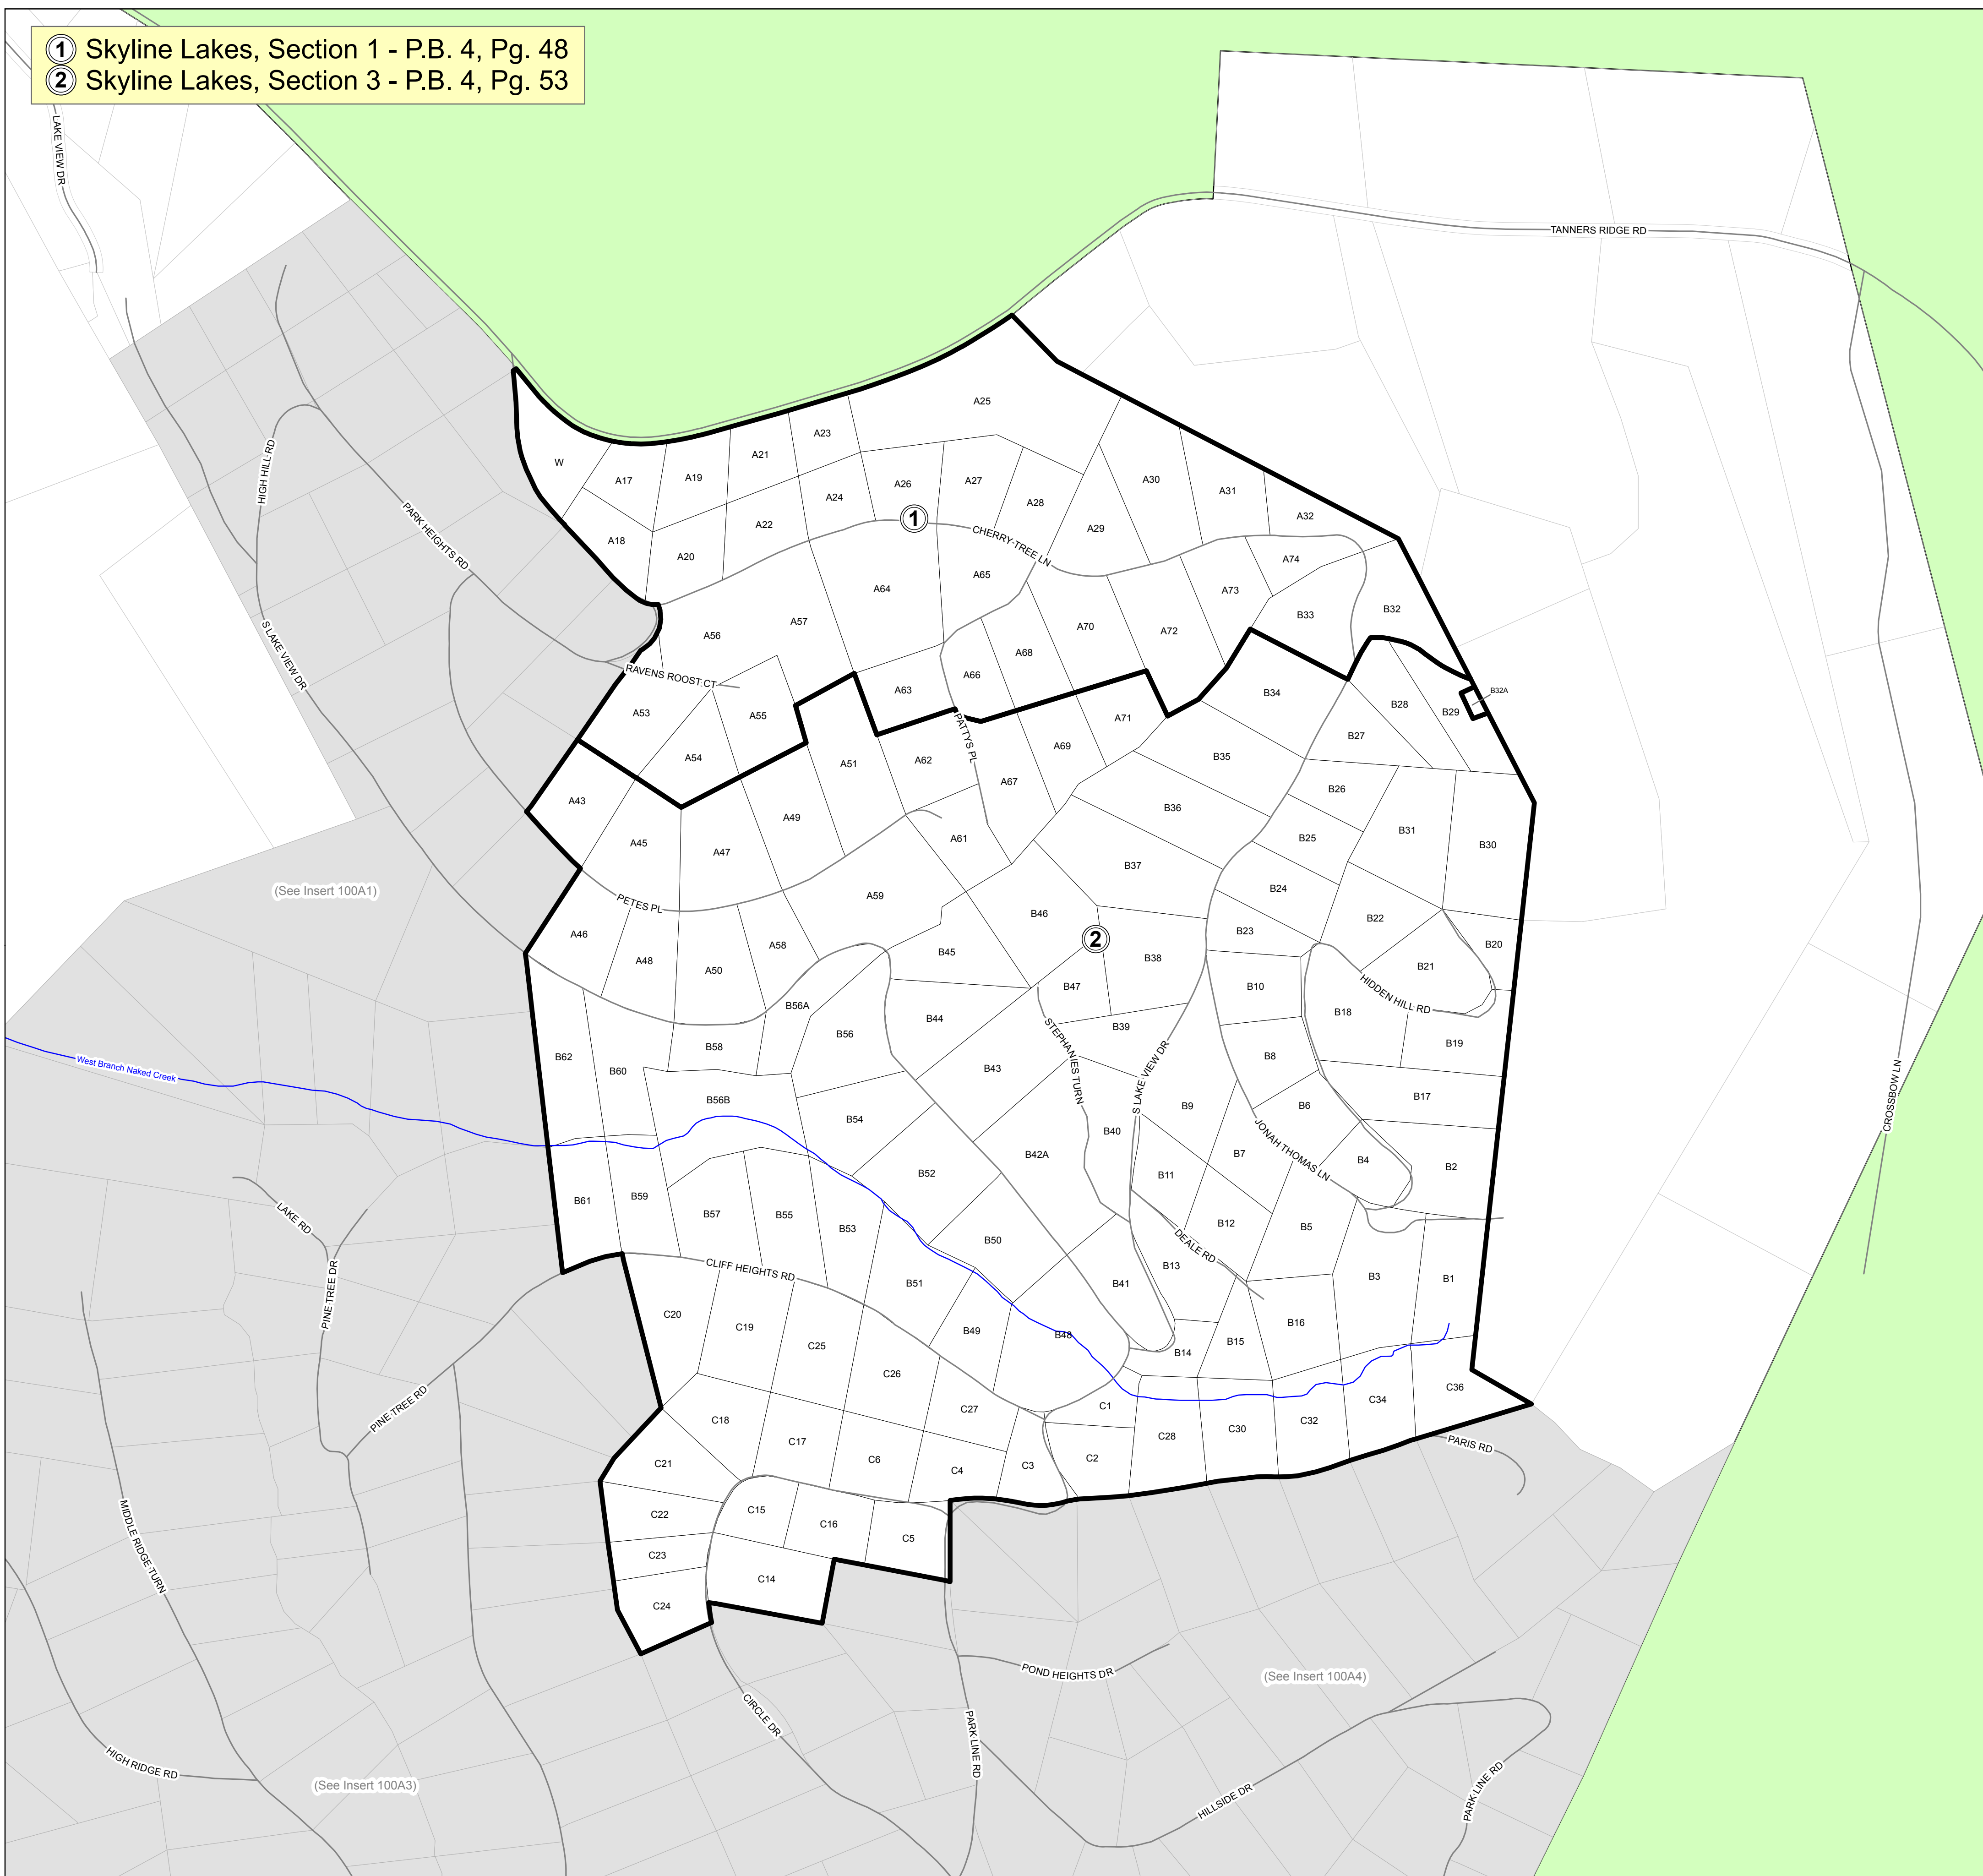 1 Skyline Lakes, Section 1 - P.B. 4, Pg. 48
2 Skyline Lakes, Section 3 - P.B. 4, Pg. 53
LAKE VIEW DR
TANNERS RIDGE RD
A25
A23
A21
W
A17
A19
A24
A26
A27
A28
A30
A31
A32
A18
A20
A22
1
CHERRY TREE LN
A29
HIGH HILL RD
PARK HEIGHTS RD
A74
A65
A64
A73
B33
B32
S LAKE VIEW DR
A56
A57
A70
A72
A68
RAVENS ROOST CT
A66
A63
B32A
A53
A55
A54
PATTYS PL
A71
B34
B28
B29
B27
A51
A62
A69
B35
A67
A43
A49
B26
B36
B25
B31
B30
A45
A47
A61
B37
(See Insert 100A1)
PETES PL
A59
B24
A46
A48
A58
A50
B46
2
B45
B38
B23
B22
B20
B21
B47
B10
HIDDEN HILL RD
B56A
B56
B44
B39
B18
B19
B62
B58
B60
B43
STEPHANIES TURN
S LAKE VIEW DR
B8
West Branch Naked Creek
B56B
B54
B9
B6
B17
CROSSBOW LN
B40
B42A
B7
JONAH THOMAS LN
B4
B2
B52
B11
B61
B59
B57
B55
B53
B12
B5
LAKE RD
B50
DEALE RD
CLIFF HEIGHTS RD
B13
B3
B1
PINE TREE DR
B51
B41
C20
C19
C25
B49
B48
B14
B15
B16
C26
PINE TREE RD
C18
C17
C27
C1
C36
C34
C21
C6
C4
C3
C2
C28
C30
C32
PARIS RD
C22
C15
C16
C5
C23
C14
C24
MIDDLE RIDGE TURN
POND HEIGHTS DR
(See Insert 100A4)
CIRCLE DR
PARK LINE RD
HIGH RIDGE RD
(See Insert 100A3)
HILLSIDE DR
PARK LINE RD